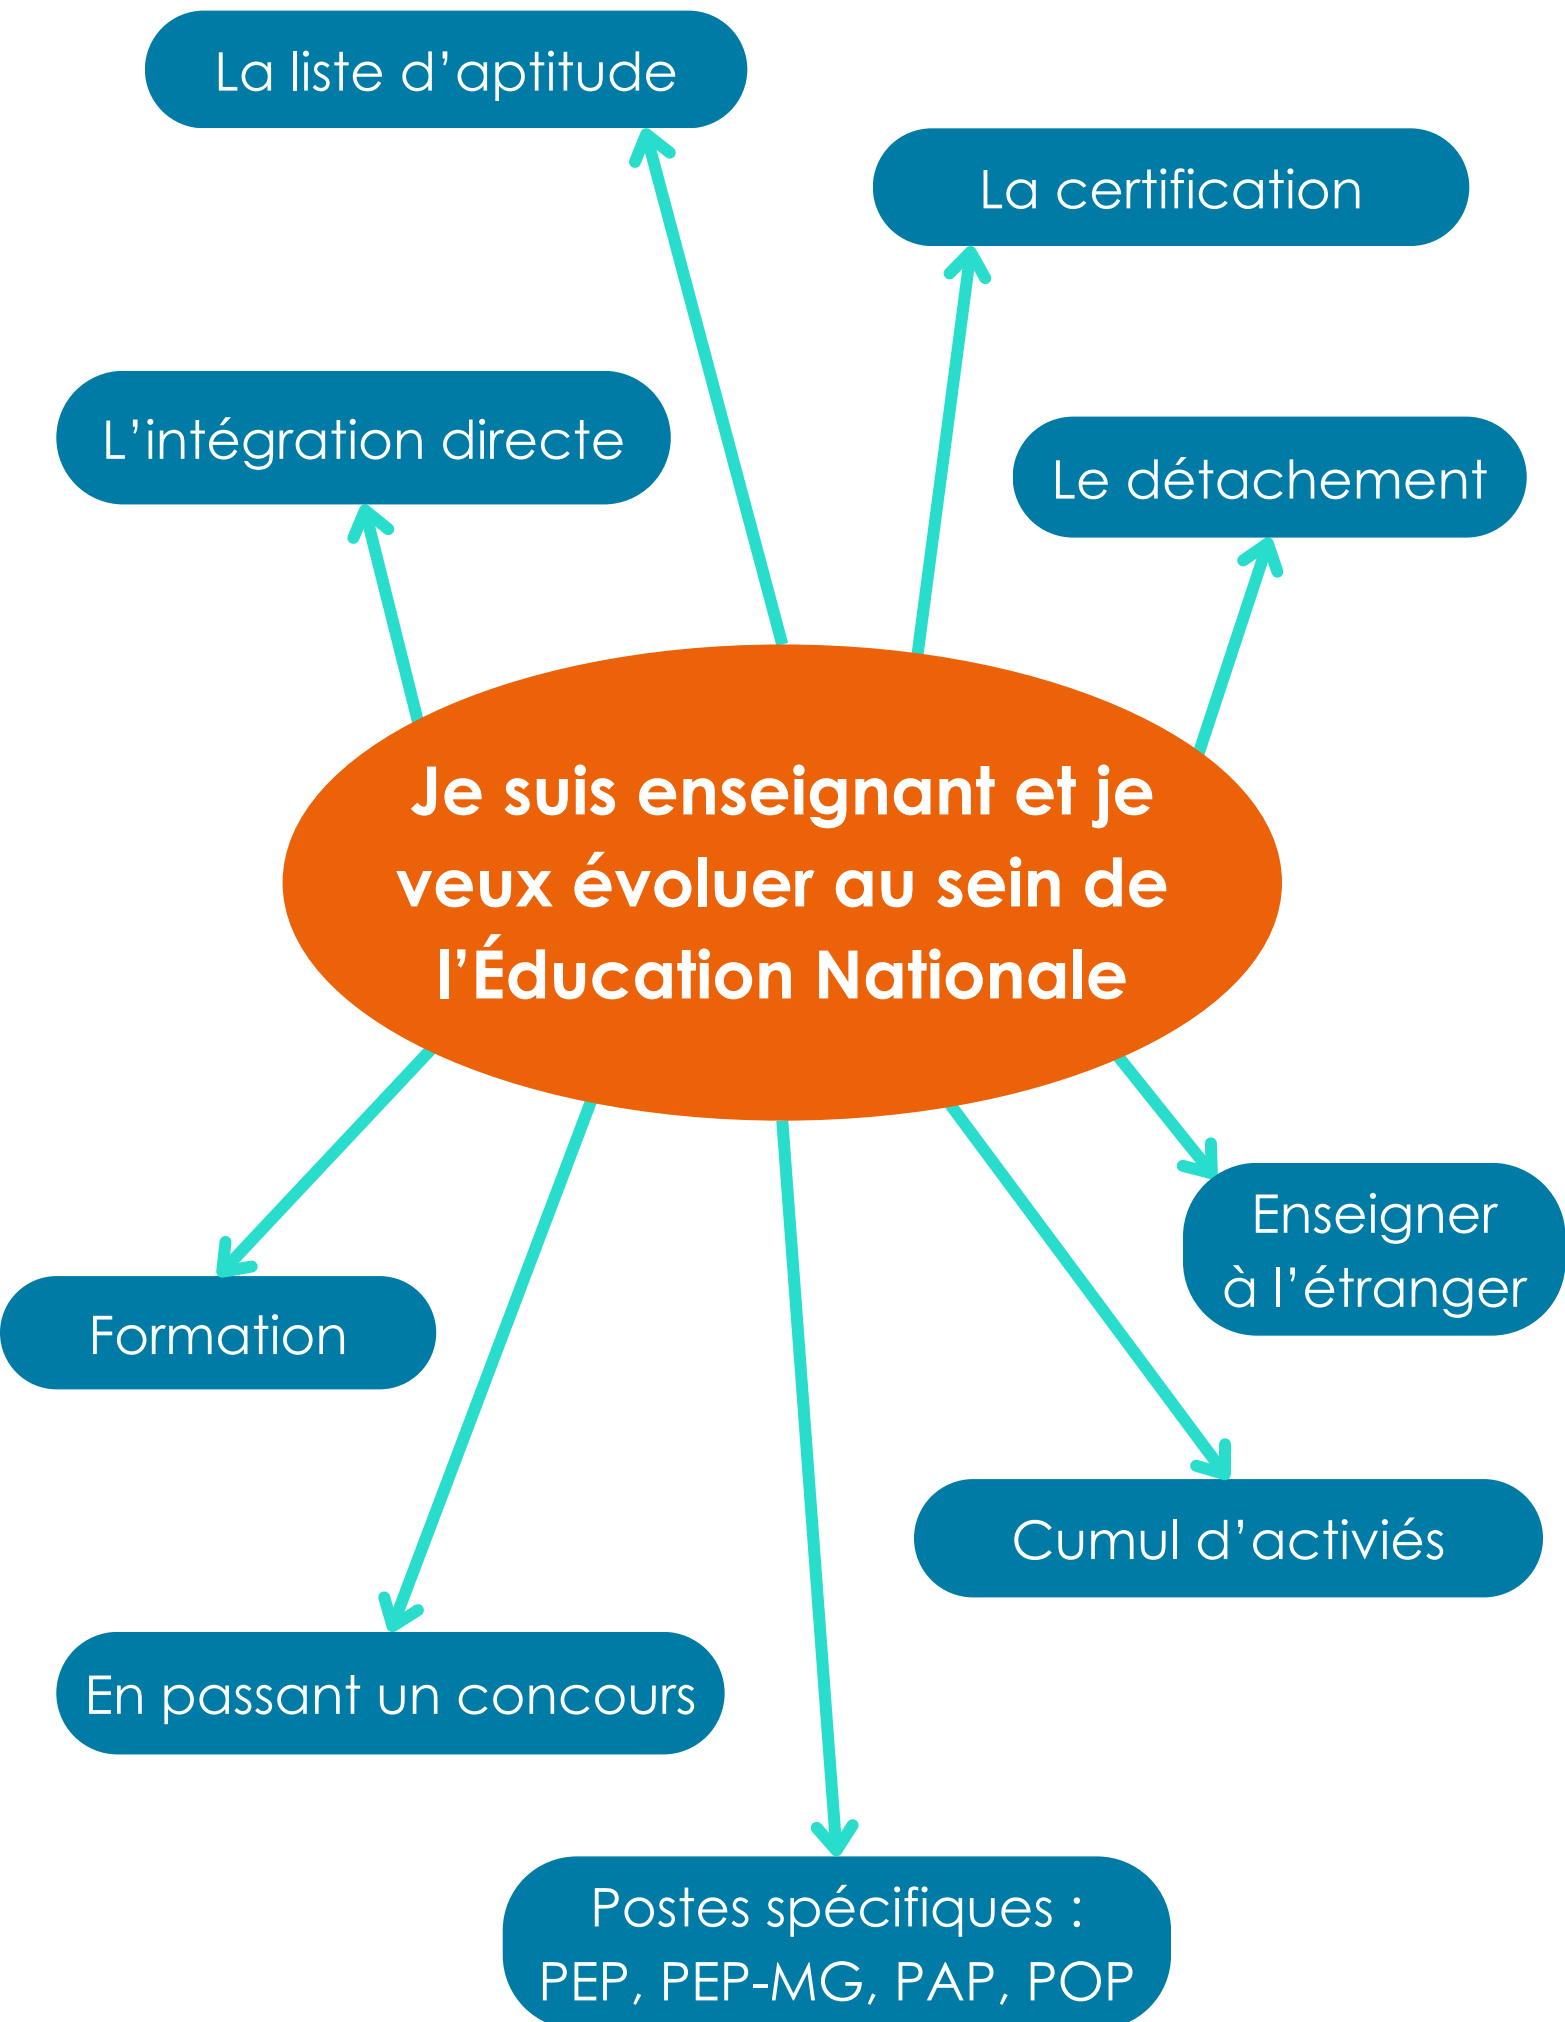 La liste d’aptitude
La certification
L’intégration directe
Le détachement
Je suis enseignant et je
veux évoluer au sein de
l’Éducation Nationale
Enseigner
à l’étranger
Formation
Cumul d’activiés
En passant un concours
Postes spécifiques :
PEP, PEP-MG, PAP, POP